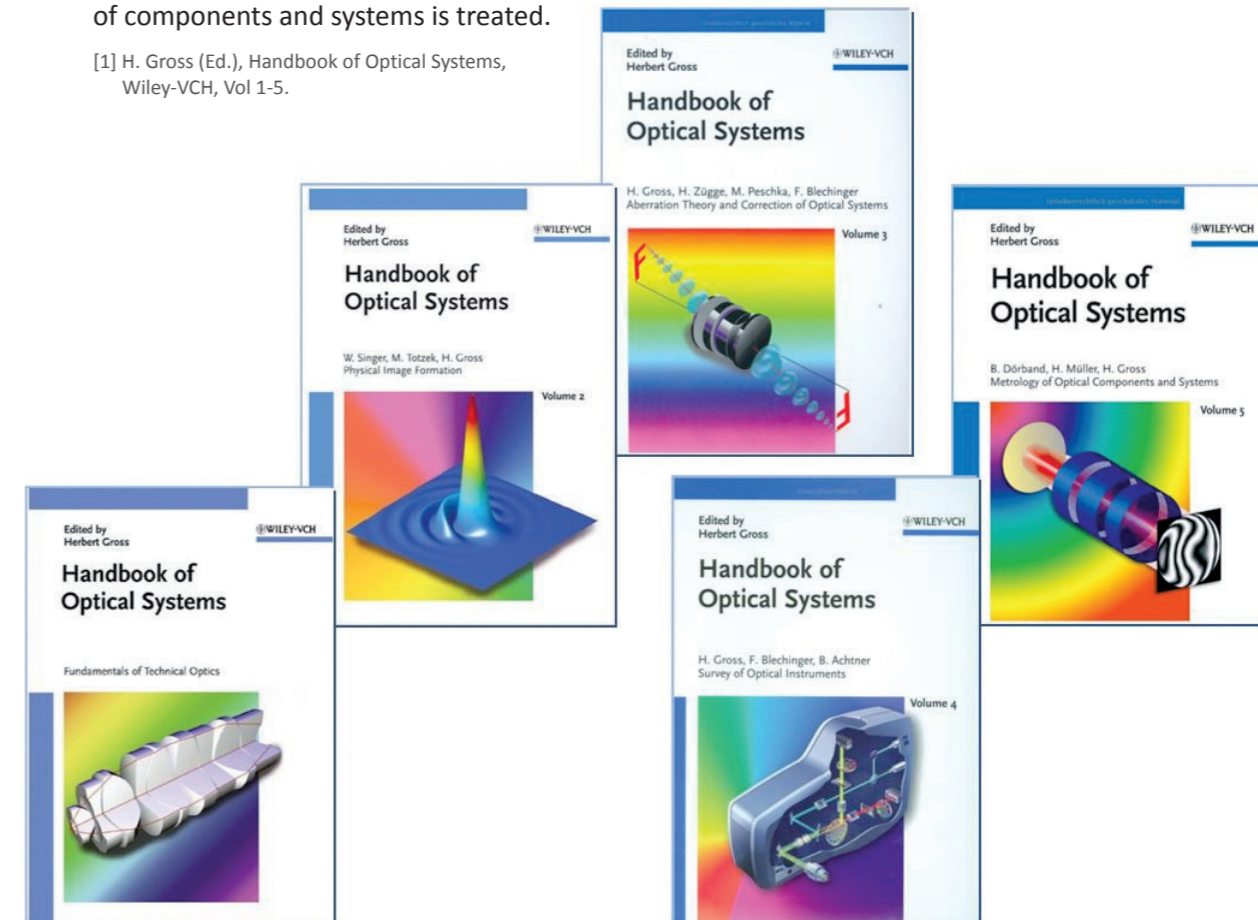 of components and systems is treated.
[1] H. Gross (Ed.), Handbook of Optical Systems,
Wiley-VCH, Vol 1-5.
Edited by
Herbert Gross
WILEY-VCH
Handbook of
Optical Systems
H. Gross, H. Zügge, M. Peschka, F. Blechinger
Aberration Theory and Correction of Optical Systems
Volume 3
F
F
Edited by
Herbert Gross
WILEY-VCH
Handbook of
Optical Systems
W. Singer, M. Totzek, H. Gross
Physical Image Formation
Volume 2
Edited by
Herbert Gross
WILEY-VCH
Handbook of
Optical Systems
B. Dörband, H. Müller, H. Gross
Metrology of Optical Components and Systems
Volume 5
Edited by
Herbert Gross
WILEY-VCH
Handbook of
Optical Systems
Fundamentals of Technical Optics
Edited by
Herbert Gross
WILEY-VCH
Handbook of
Optical Systems
H. Gross, F. Blechinger, B. Achtner
Survey of Optical Instruments
Volume 4